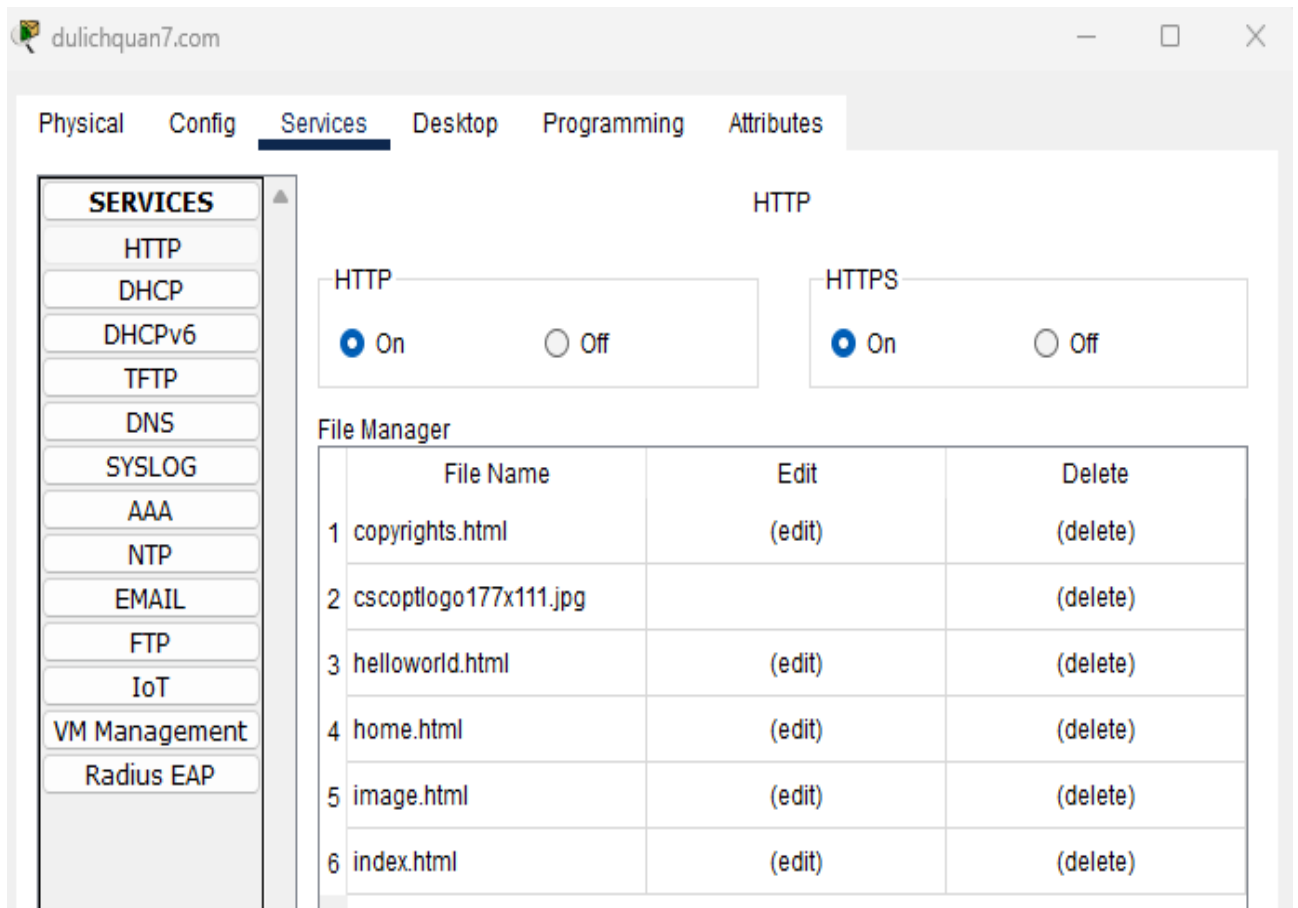 dulichquan7.com
Physical Config Services Desktop Programming Attributes
SERVICES
HTTP
DHCP
DHCPv6
TFTP
DNS
SYSLOG
AAA
NTP
EMAIL
FTP
IoT
VM Management
Radius EAP
HTTP
HTTP
On Off
HTTPS
On Off
File Manager
File Name Edit Delete
1 copyrights.html (edit) (delete)
2 cscoptlogo177x111.jpg (delete)
3 helloworld.html (edit) (delete)
4 home.html (edit) (delete)
5 image.html (edit) (delete)
6 index.html (edit) (delete)